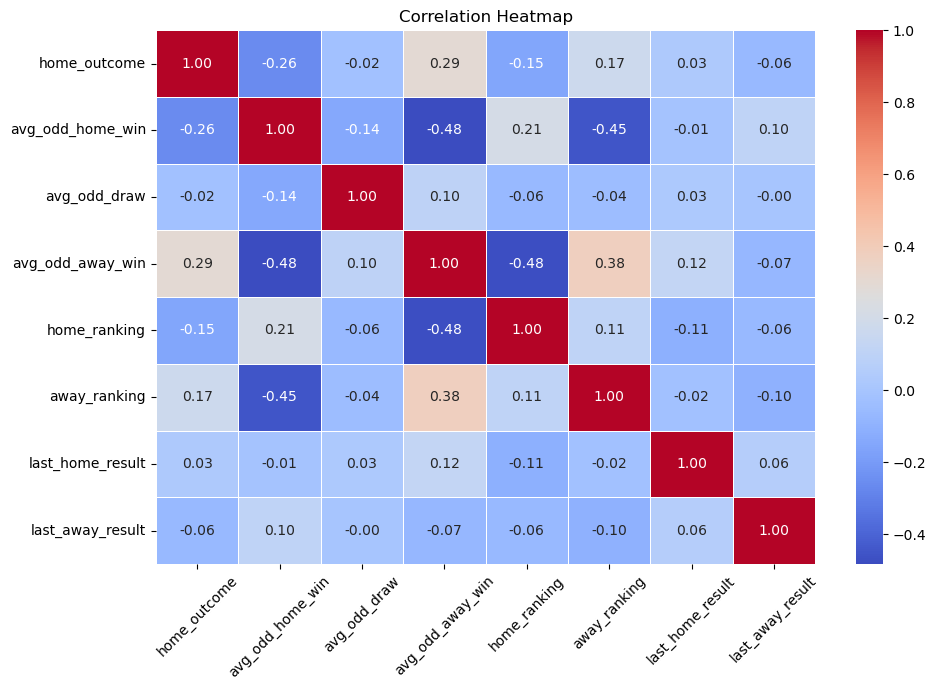 Correlation Heatmap
home_outcome 1.00 -0.26 -0.02 0.29 -0.15 0.17 0.03 -0.06
avg_odd_home_win -0.26 1.00 -0.14 -0.48 0.21 -0.45 -0.01 0.10
avg_odd_draw -0.02 -0.14 1.00 0.10 -0.06 -0.04 0.03 -0.00
avg_odd_away_win 0.29 -0.48 0.10 1.00 -0.48 0.38 0.12 -0.07
home_ranking -0.15 0.21 -0.06 -0.48 1.00 0.11 -0.11 -0.06
away_ranking 0.17 -0.45 -0.04 0.38 0.11 1.00 -0.02 -0.10
last_home_result 0.03 -0.01 0.03 0.12 -0.11 -0.02 1.00 0.06
last_away_result -0.06 0.10 -0.00 -0.07 -0.06 -0.10 0.06 1.00
home_outcome
avg_odd_home_win
avg_odd_draw
avg_odd_away_win
home_ranking
away_ranking
last_home_result
last_away_result
1.0
0.8
0.6
0.4
0.2
0.0
−0.2
−0.4